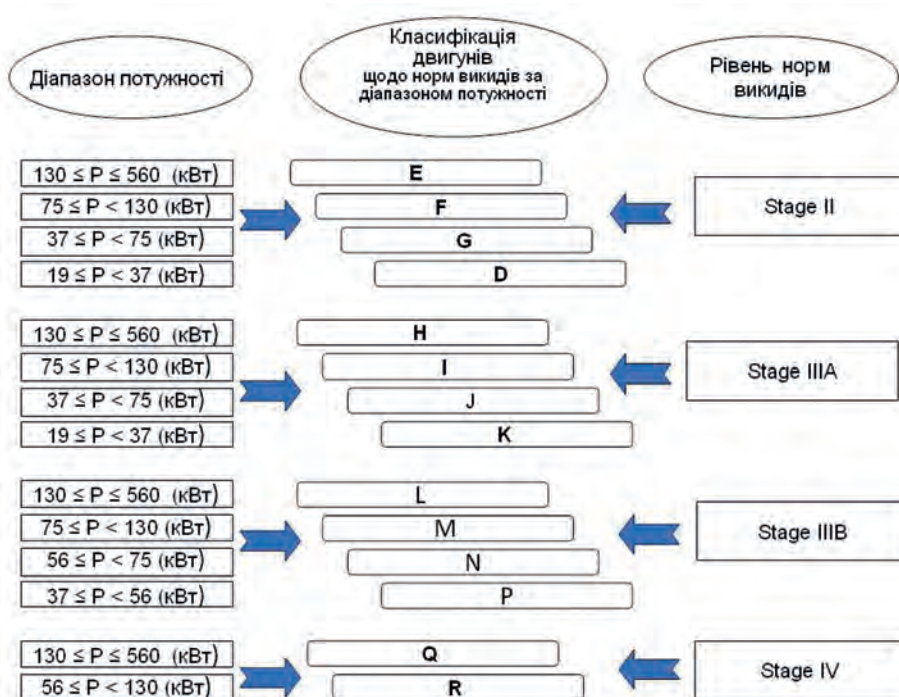 Діапазон потужності
Класифікація
двигунів
щодо норм викидів за
діапазоном потужності
Рівень норм
викидів
130 ≤ P ≤ 560 (кВт)
E
75 ≤ P < 130 (кВт)
F
Stage II
37 ≤ P < 75 (кВт)
G
19 ≤ P < 37 (кВт)
D
130 ≤ P ≤ 560 (кВт)
H
75 ≤ P < 130 (кВт)
I
Stage IIIA
37 ≤ P < 75 (кВт)
J
19 ≤ P < 37 (кВт)
K
130 ≤ P ≤ 560 (кВт)
L
75 ≤ P < 130 (кВт)
M
Stage IIIB
56 ≤ P < 75 (кВт)
N
37 ≤ P < 56 (кВт)
P
130 ≤ P ≤ 560 (кВт)
Q
Stage IV
56 ≤ P < 130 (кВт)
R